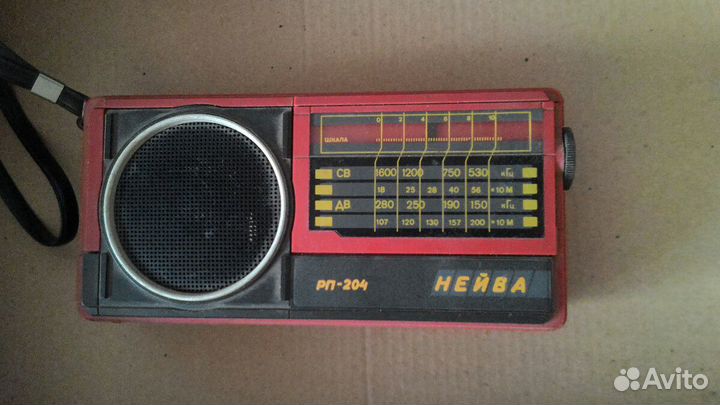 0 2 4 6 8 10
ШКАЛА
СВ 1600 1200 750 530 кГц
18 25 28 40 56 ×10 М
ДВ 280 250 190 150 кГц
107 120 130 157 200 ×10 М
РП-204 НЕЙВА
Avito